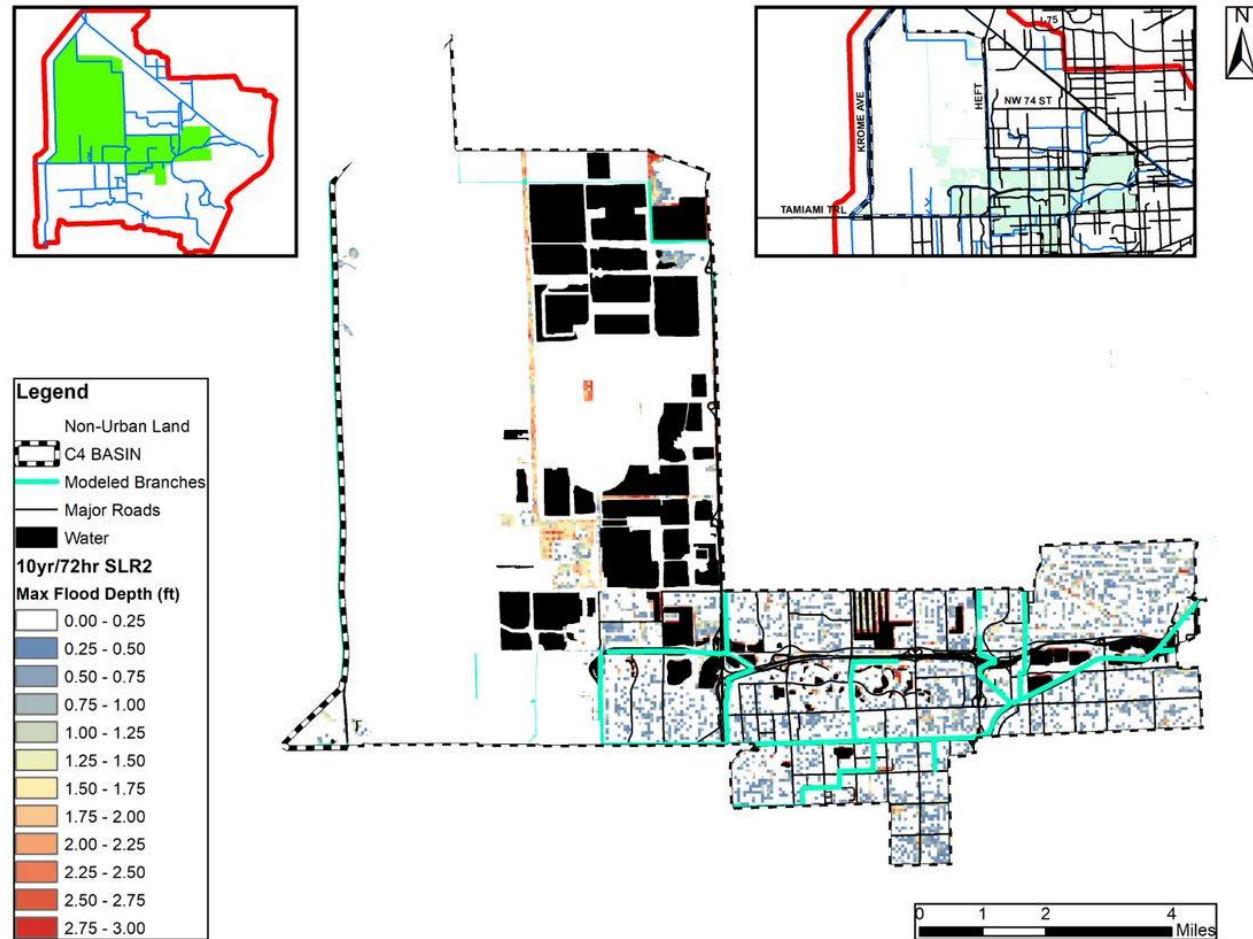 N
I-75
KROME AVE
HEFT
NW 74 ST
TAMIAMI TRL
Legend
Non-Urban Land
C4 BASIN
Modeled Branches
Major Roads
Water
10yr/72hr SLR2
Max Flood Depth (ft)
0.00 - 0.25
0.25 - 0.50
0.50 - 0.75
0.75 - 1.00
1.00 - 1.25
1.25 - 1.50
1.50 - 1.75
1.75 - 2.00
2.00 - 2.25
2.25 - 2.50
2.50 - 2.75
2.75 - 3.00
0 1 2 4
Miles